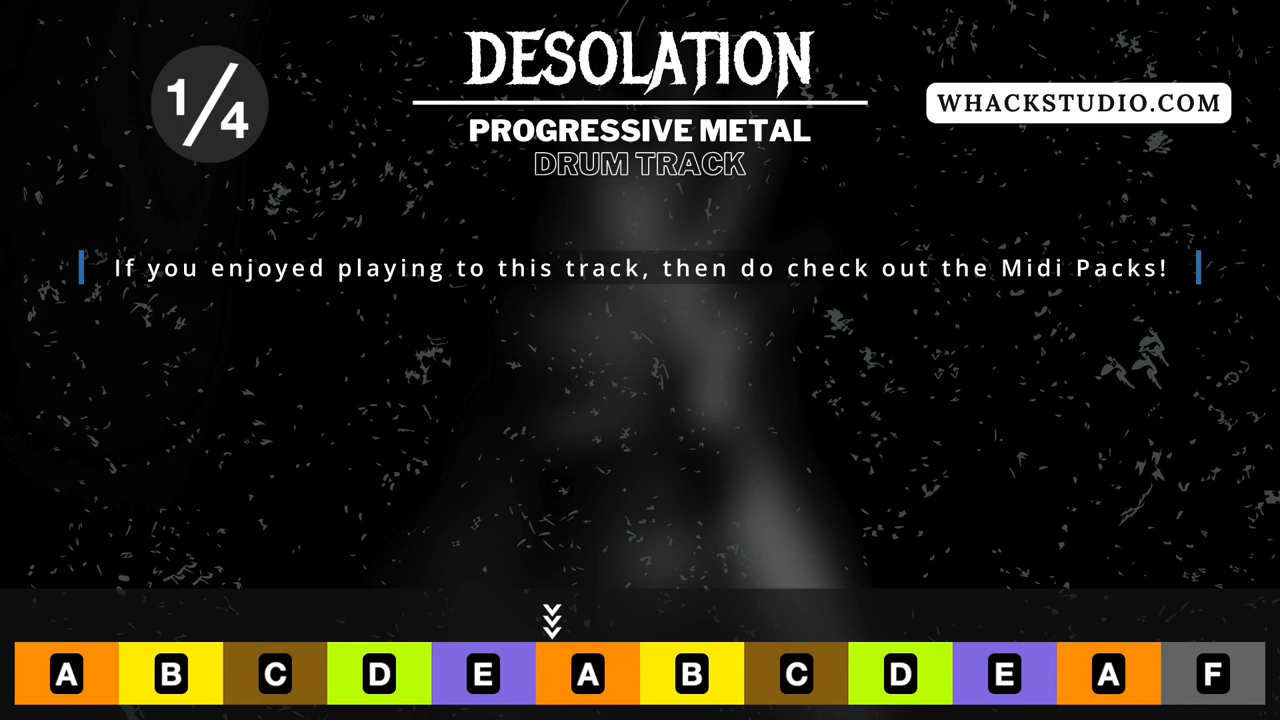 DESOLATION
1/4
WHACKSTUDIO.COM
PROGRESSIVE METAL
DRUM TRACK
If you enjoyed playing to this track, then do check out the Midi Packs!
A B C D E A B C D E A F